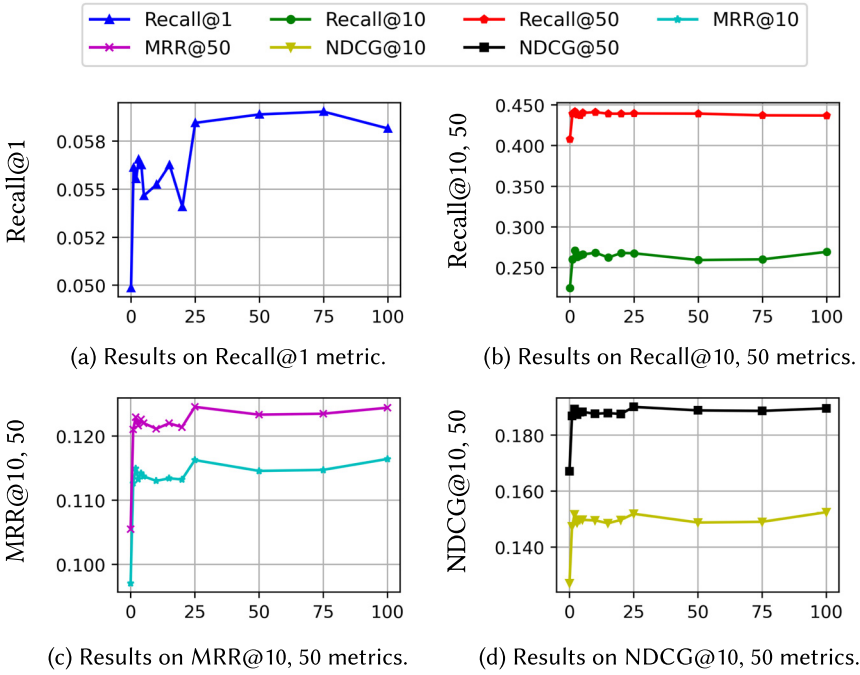 Recall@1 Recall@10 Recall@50 MRR@10
MRR@50 NDCG@10 NDCG@50
Recall@1
0.058
0.055
0.052
0.050
0 25 50 75 100
(a) Results on Recall@1 metric.
Recall@10, 50
0.450
0.400
0.350
0.300
0.250
0 25 50 75 100
(b) Results on Recall@10, 50 metrics.
MRR@10, 50
0.120
0.110
0.100
0 25 50 75 100
(c) Results on MRR@10, 50 metrics.
NDCG@10, 50
0.180
0.160
0.150
0.140
0 25 50 75 100
(d) Results on NDCG@10, 50 metrics.